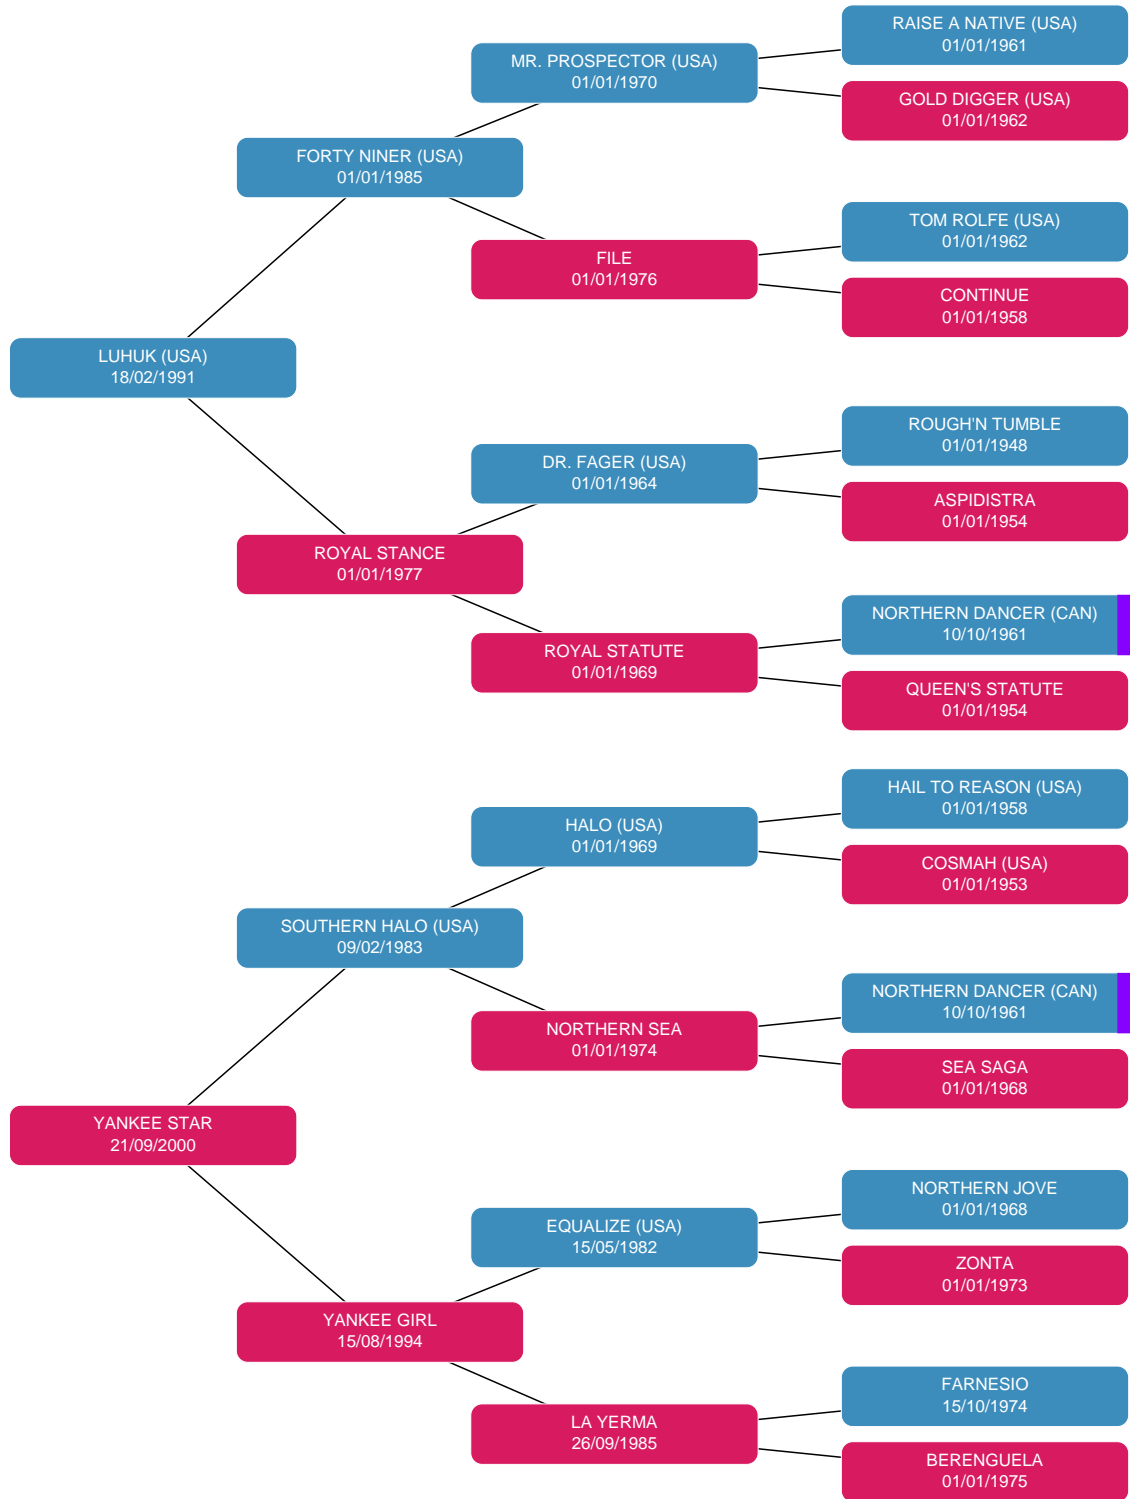 RAISE A NATIVE (USA)
01/01/1961
MR. PROSPECTOR (USA)
01/01/1970
GOLD DIGGER (USA)
01/01/1962
FORTY NINER (USA)
01/01/1985
TOM ROLFE (USA)
01/01/1962
FILE
01/01/1976
CONTINUE
01/01/1958
LUHUK (USA)
18/02/1991
ROUGH'N TUMBLE
01/01/1948
DR. FAGER (USA)
01/01/1964
ASPIDISTRA
01/01/1954
ROYAL STANCE
01/01/1977
NORTHERN DANCER (CAN)
10/10/1961
ROYAL STATUTE
01/01/1969
QUEEN'S STATUTE
01/01/1954
HAIL TO REASON (USA)
01/01/1958
HALO (USA)
01/01/1969
COSMAH (USA)
01/01/1953
SOUTHERN HALO (USA)
09/02/1983
NORTHERN DANCER (CAN)
10/10/1961
NORTHERN SEA
01/01/1974
SEA SAGA
01/01/1968
YANKEE STAR
21/09/2000
NORTHERN JOVE
01/01/1968
EQUALIZE (USA)
15/05/1982
ZONTA
01/01/1973
YANKEE GIRL
15/08/1994
FARNESIO
15/10/1974
LA YERMA
26/09/1985
BERENGUELA
01/01/1975